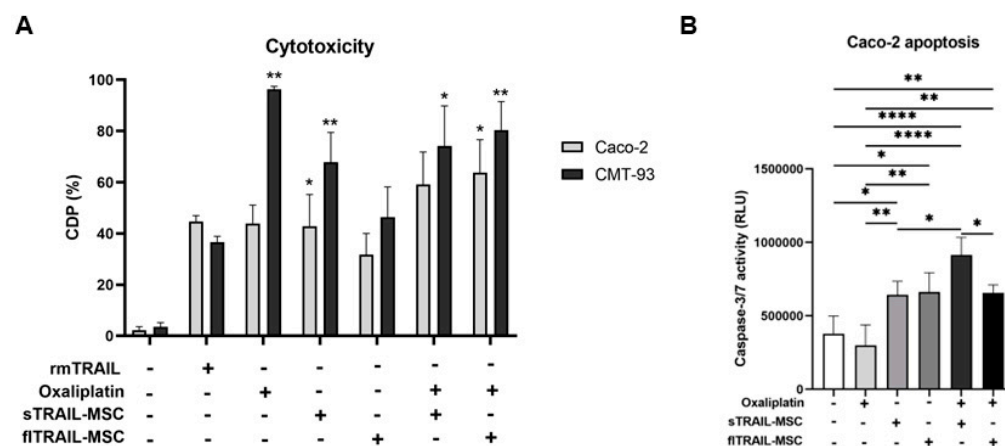 A
Cytotoxicity
CDP (%)
100
80
60
40
20
0
** ** * * * **
Caco-2
CMT-93
rmTRAIL - + - - - - -
Oxaliplatin - - + - - + +
sTRAIL-MSC - - - + - + -
flTRAIL-MSC - - - - + - +
B
Caco-2 apoptosis
**
**
****
****
*
**
*
** * *
Caspase-3/7 activity (RLU)
1500000
1000000
500000
0
Oxaliplatin - + - - + +
sTRAIL-MSC - - + - + -
flTRAIL-MSC - - - + - +